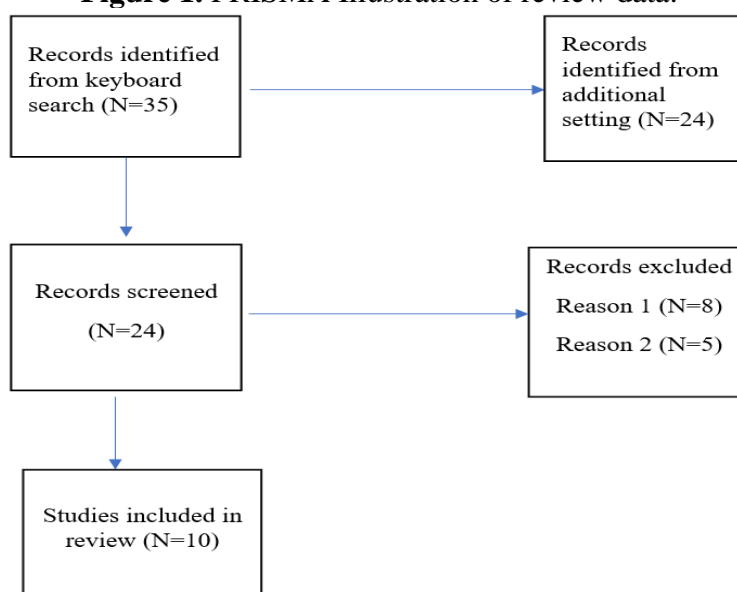 Figure 1. PRISMA Illustration of review data.
Records identified
from keyboard
search (N=35)
Records
identified from
additional
setting (N=24)
Records screened
(N=24)
Records excluded
Reason 1 (N=8)
Reason 2 (N=5)
Studies included in
review (N=10)